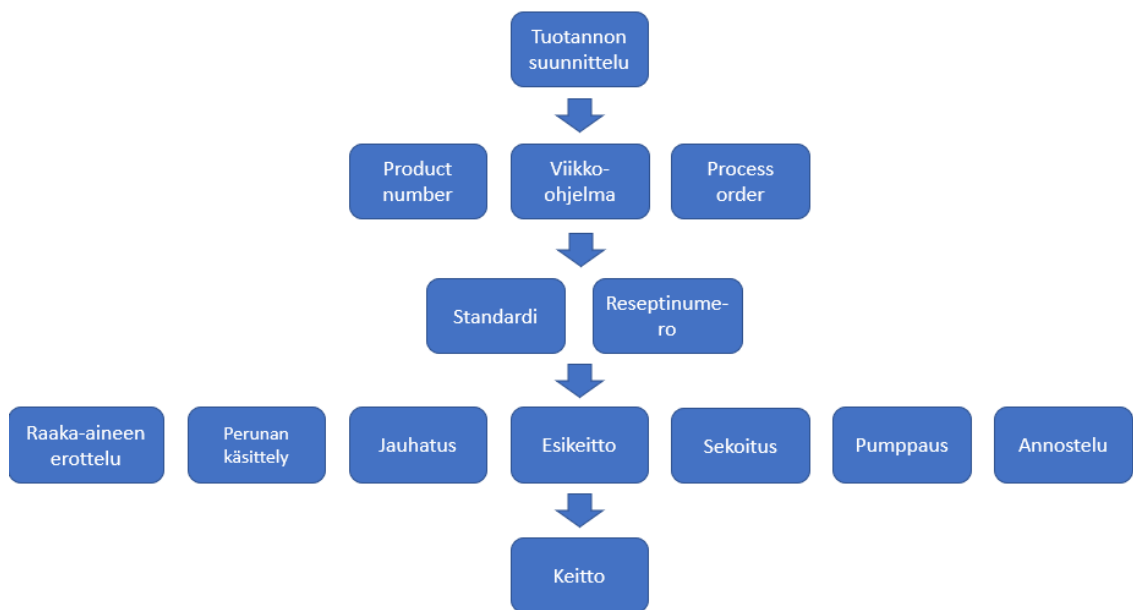 Tuotannon
suunnittelu
Product
number
Viikko-
ohjelma
Process
order
Standardi
Reseptinume-
ro
Raaka-aineen
erottelu
Perunan
käsittely
Jauhatus
Esikeitto
Sekoitus
Pumppaus
Annostelu
Keitto